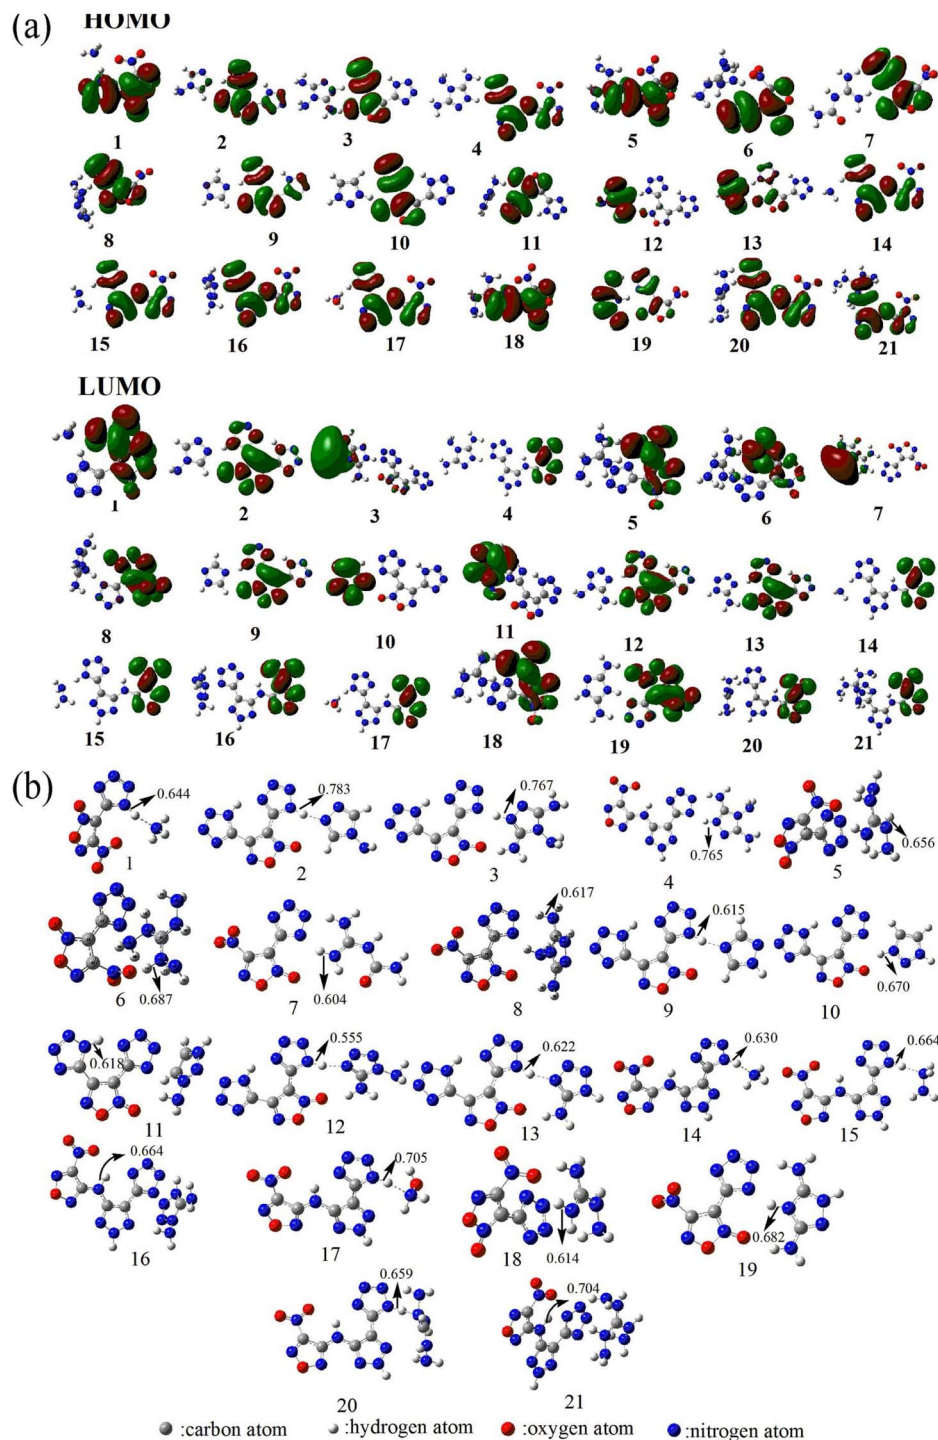 (a) HOMO
1 2 3 4 5 6 7
8 9 10 11 12 13 14
15 16 17 18 19 20 21
LUMO
1 2 3 4 5 6 7
8 9 10 11 12 13 14
15 16 17 18 19 20 21
(b)
0.644 0.783 0.767 0.765 0.656
1 2 3 4 5
0.687 0.604 0.617 0.615 0.670
6 7 8 9 10
0.618 0.555 0.622 0.630 0.664
11 12 13 14 15
0.664 0.705 0.614 0.682
16 17 18 19
0.659 0.704
20 21
:carbon atom :hydrogen atom :oxygen atom :nitrogen atom